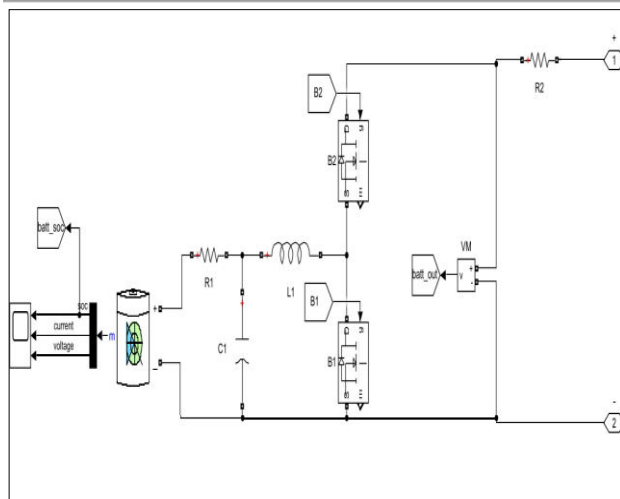 +
1
R2
B2
D
g
B2
S
m
batt_soc
VM
+
v
-
batt_out
R1
L1
B1
soc
current
voltage
m
+
–
C1
D
g
B1
S
m
-
2